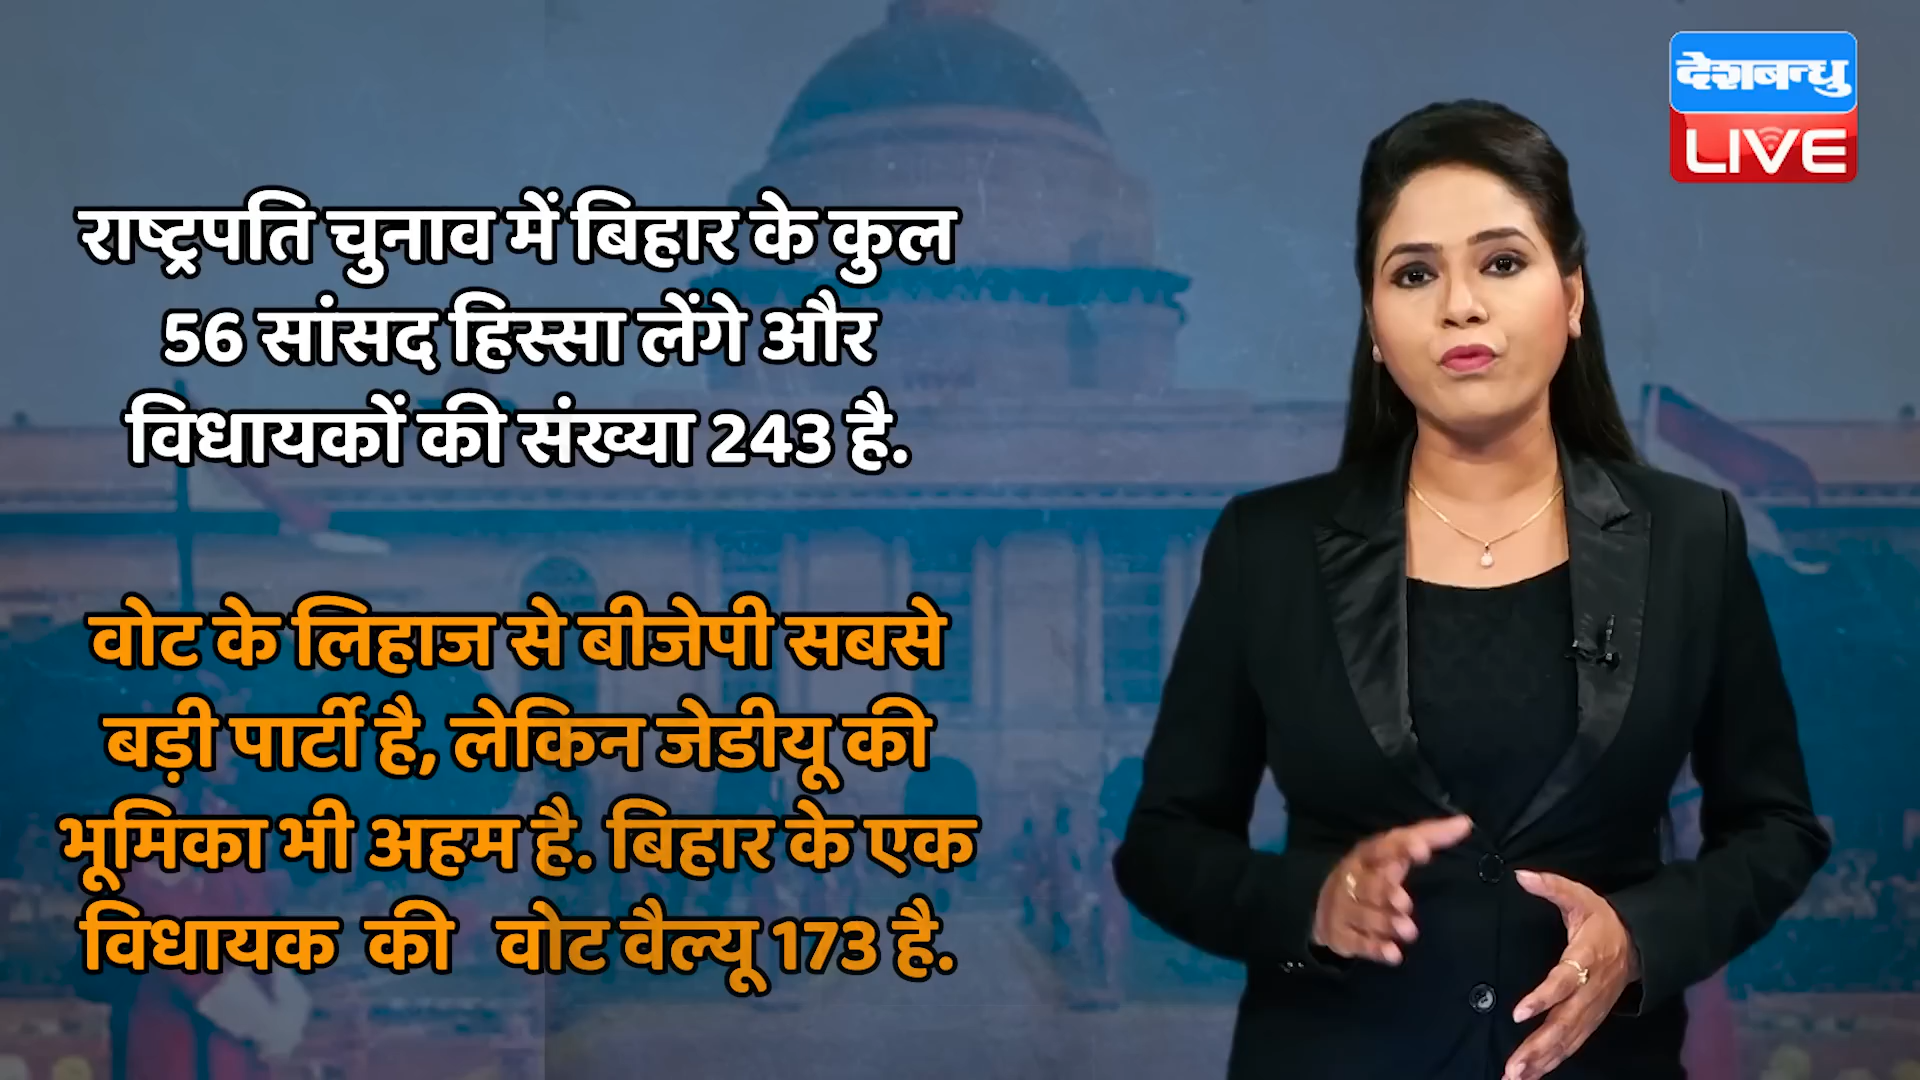 देशबन्धु
LIVE
राष्ट्रपति चुनाव में बिहार के कुल
56 सांसद हिस्सा लेंगे और
विधायकों की संख्या 243 है.
वोट के लिहाज से बीजेपी सबसे
बड़ी पार्टी है, लेकिन जेडीयू की
भूमिका भी अहम है. बिहार के एक
विधायक की वोट वैल्यू 173 है.